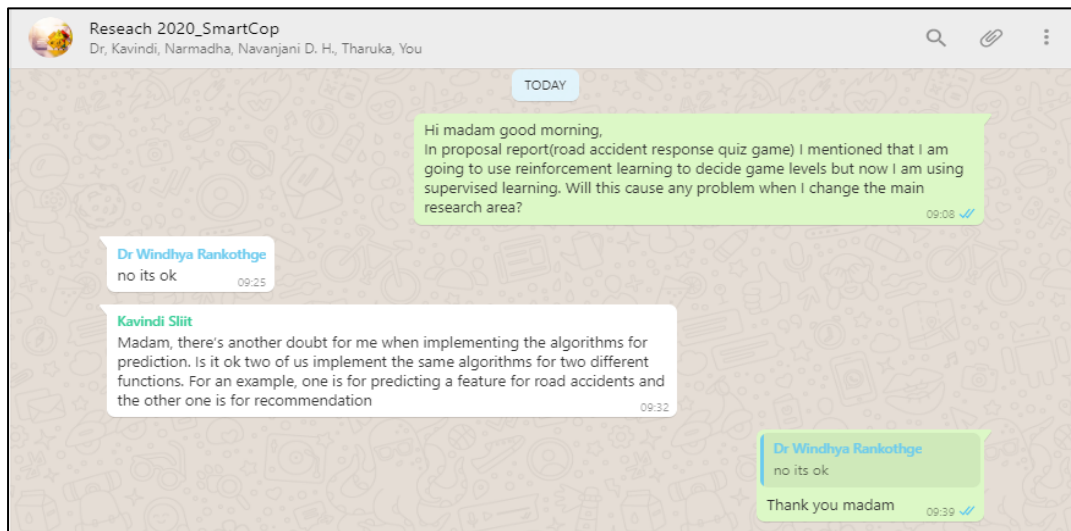 Reseach 2020_SmartCop
Dr, Kavindi, Narmadha, Navanjani D. H., Tharuka, You
TODAY
Hi madam good morning,
In proposal report(road accident response quiz game) I mentioned that I am
going to use reinforcement learning to decide game levels but now I am using
supervised learning. Will this cause any problem when I change the main
research area?
09:08
Dr Windhya Rankothge
no its ok
09:25
Kavindi Sliit
Madam, there's another doubt for me when implementing the algorithms for
prediction. Is it ok two of us implement the same algorithms for two different
functions. For an example, one is for predicting a feature for road accidents and
the other one is for recommendation
09:32
Dr Windhya Rankothge
no its ok
Thank you madam
09:39